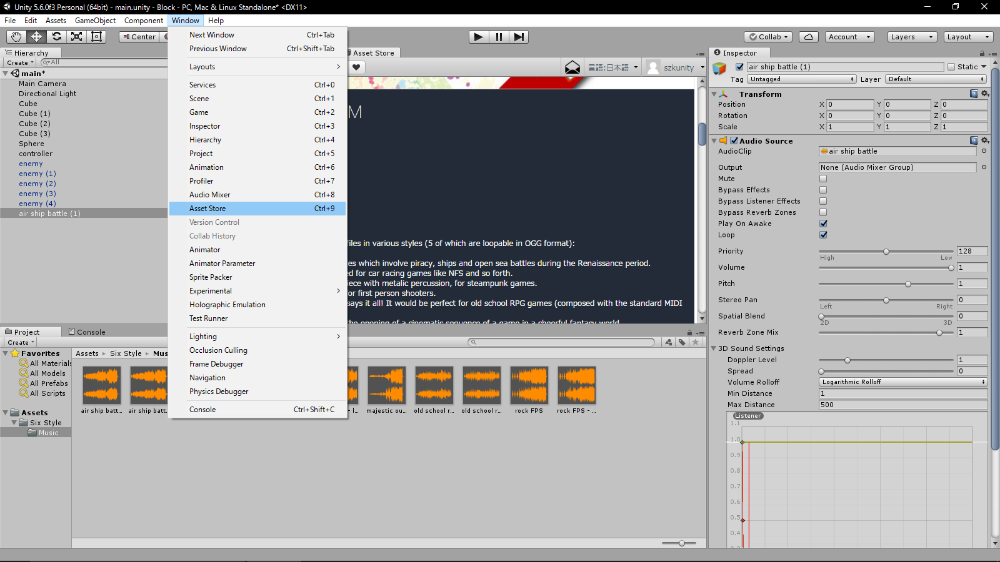 Unity 5.6.0f3 Personal (64bit) - main.unity - Block - PC, Mac & Linux Standalone* <DX11>
File Edit Assets GameObject Component Window Help
Center
Collab Account Layers Layout
Hierarchy
Create All
main*
Main Camera
Directional Light
Cube
Cube (1)
Cube (2)
Cube (3)
Sphere
controller
enemy
enemy (1)
enemy (2)
enemy (3)
enemy (4)
air ship battle (1)
Next Window Ctrl+Tab
Previous Window Ctrl+Shift+Tab
Layouts
Services Ctrl+0
Scene Ctrl+1
Game Ctrl+2
Inspector Ctrl+3
Hierarchy Ctrl+4
Project Ctrl+5
Animation Ctrl+6
Profiler Ctrl+7
Audio Mixer Ctrl+8
Asset Store Ctrl+9
Version Control
Collab History
Animator
Animator Parameter
Sprite Packer
Experimental
Holographic Emulation
Test Runner
Lighting
Occlusion Culling
Frame Debugger
Navigation
Physics Debugger
Console Ctrl+Shift+C
Asset Store
言語:日本語 szkunity
M
files in various styles (5 of which are loopable in OGG format):
es which involve piracy, ships and open sea battles during the Renaissance period.
ed for car racing games like NFS and so forth.
iece with metalic percussion, for steampunk games.
for first person shooters.
says it all! It would be perfect for old school RPG games (composed with the standard MIDI
the opening of a cinematic sequence of a game in a cheerful fantasy world.
Project Console
Create
Favorites
All Materials
All Models
All Prefabs
All Scripts
Assets
Six Style
Music
Assets Six Style Mus
air ship batt... air ship batt... - l... majestic ou... old school r... old school r... rock FPS rock FPS - ...
Inspector
air ship battle (1) Static
Tag Untagged Layer Default
Transform
Position X 0 Y 0 Z 0
Rotation X 0 Y 0 Z 0
Scale X 1 Y 1 Z 1
Audio Source
AudioClip air ship battle
Output None (Audio Mixer Group)
Mute
Bypass Effects
Bypass Listener Effects
Bypass Reverb Zones
Play On Awake
Loop
Priority 128
High Low
Volume 1
Pitch 1
Stereo Pan 0
Left Right
Spatial Blend 0
2D 3D
Reverb Zone Mix 1
3D Sound Settings
Doppler Level 1
Spread 0
Volume Rolloff Logarithmic Rolloff
Min Distance 1
Max Distance 500
Listener
1.1
1.0
0.9
0.8
0.7
0.6
0.5
0.4